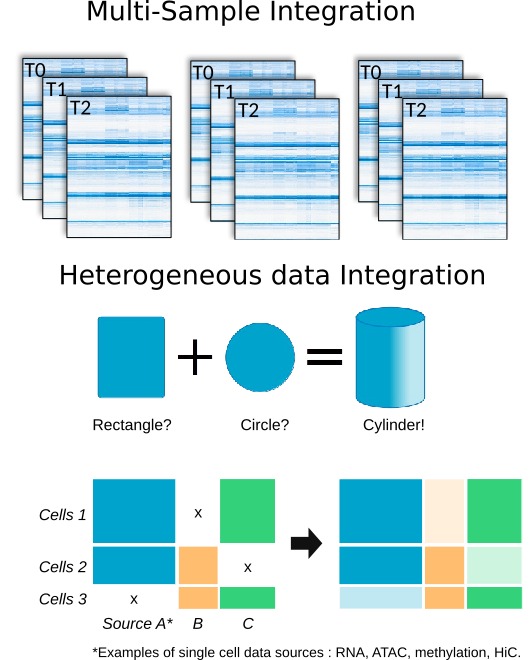 Multi-Sample Integration
T0 T0 T0
T1 T1 T1
T2 T2 T2
Heterogeneous data Integration
+ =
Rectangle? Circle? Cylinder!
Cells 1 x
Cells 2 x
Cells 3 x
Source A* B C
*Examples of single cell data sources : RNA, ATAC, methylation, HiC.